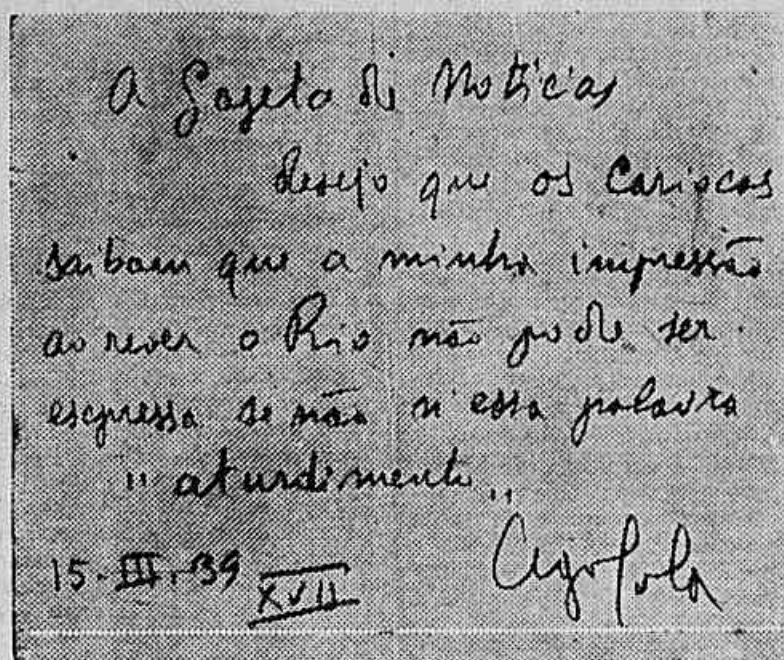 A Gazeta di Noticias
desejo que os cariocas
saibam que a minha impressão
ao rever o Rio não pode ser
espressa se não n'essa palavra
"aturdimento"
15-III-39 XVII